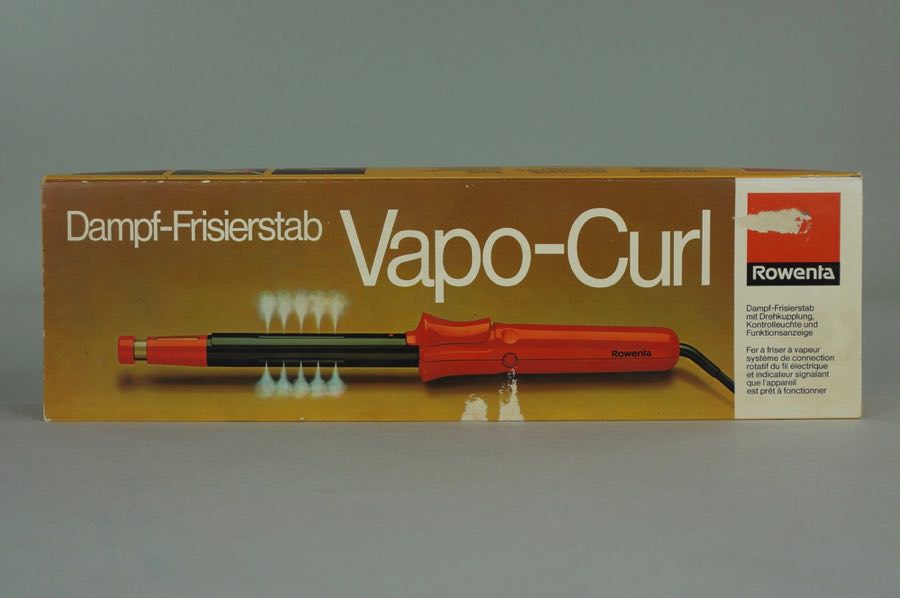 Dampf-Frisierstab
Vapo-Curl
Rowenta
Rowenta
Dampf-Frisierstab
mit Drehkupplung,
Kontrolleuchte und
Funktionsanzeige
Fer à friser à vapeur
système de connection
rotatif du fil électrique
et indicateur signalant
que l'appareil
est prêt à fonctionner